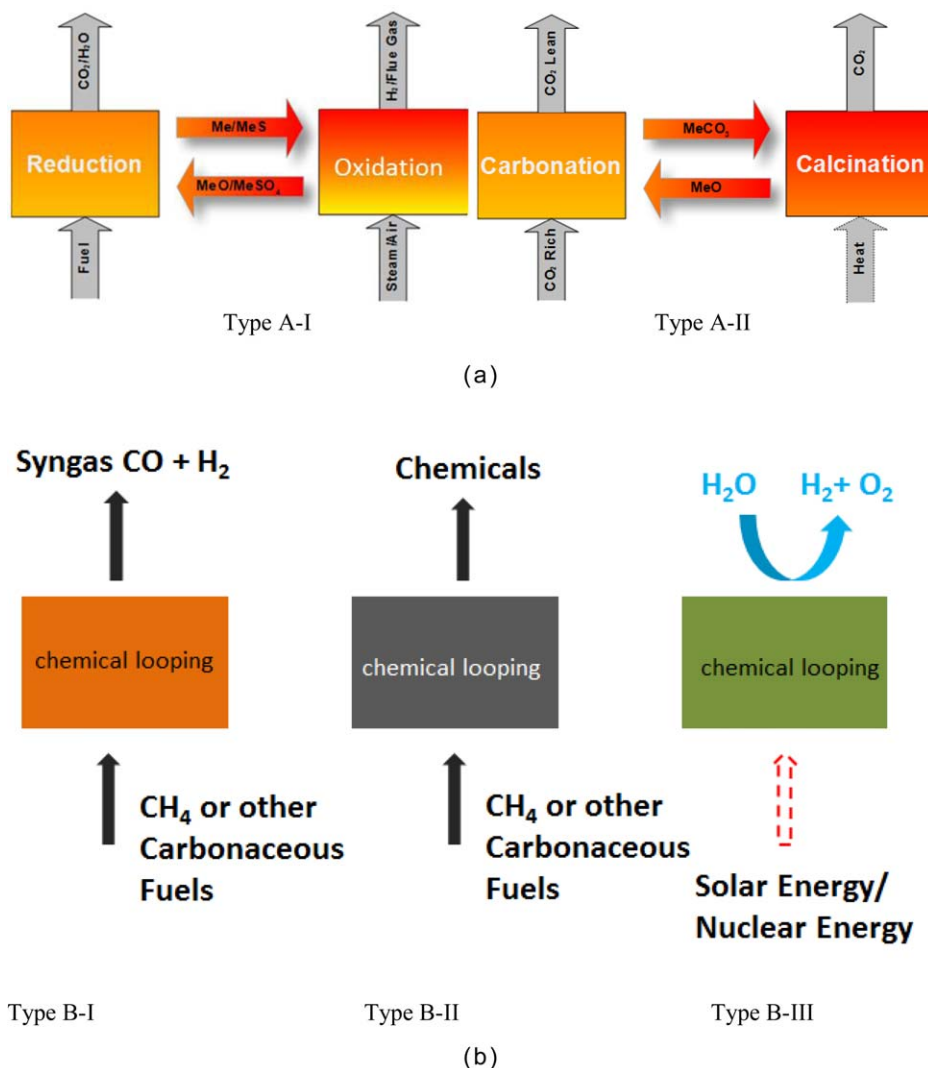 CO₂/H₂O
H₂/Flue Gas
CO₂ Lean
CO₂
Reduction
Me/MeS
MeO/MeSO₄
Oxidation
Carbonation
MeCO₃
MeO
Calcination
Fuel
Steam/Air
CO₂ Rich
Heat
Type A-I
Type A-II
(a)
Syngas CO + H₂
Chemicals
H₂O
H₂+ O₂
chemical looping
chemical looping
chemical looping
CH₄ or other
Carbonaceous
Fuels
CH₄ or other
Carbonaceous
Fuels
Solar Energy/
Nuclear Energy
Type B-I
Type B-II
Type B-III
(b)